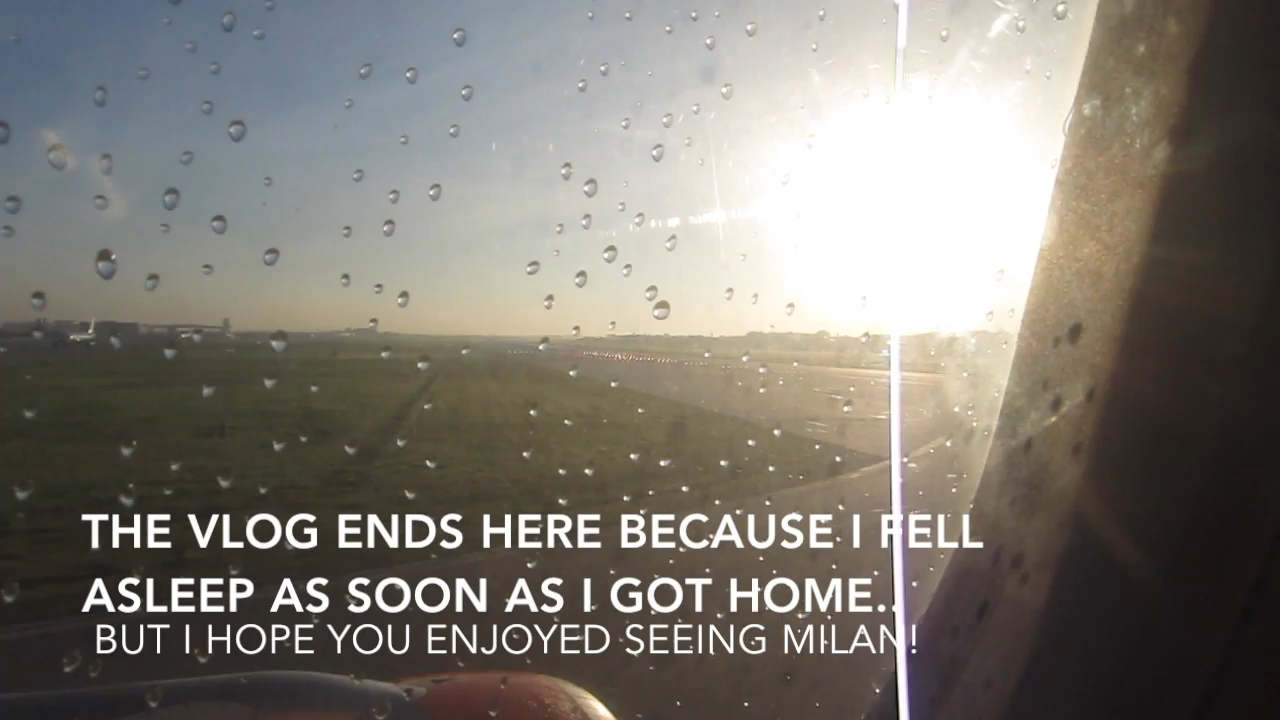 THE VLOG ENDS HERE BECAUSE I FELL
ASLEEP AS SOON AS I GOT HOME..
BUT I HOPE YOU ENJOYED SEEING MILAN!